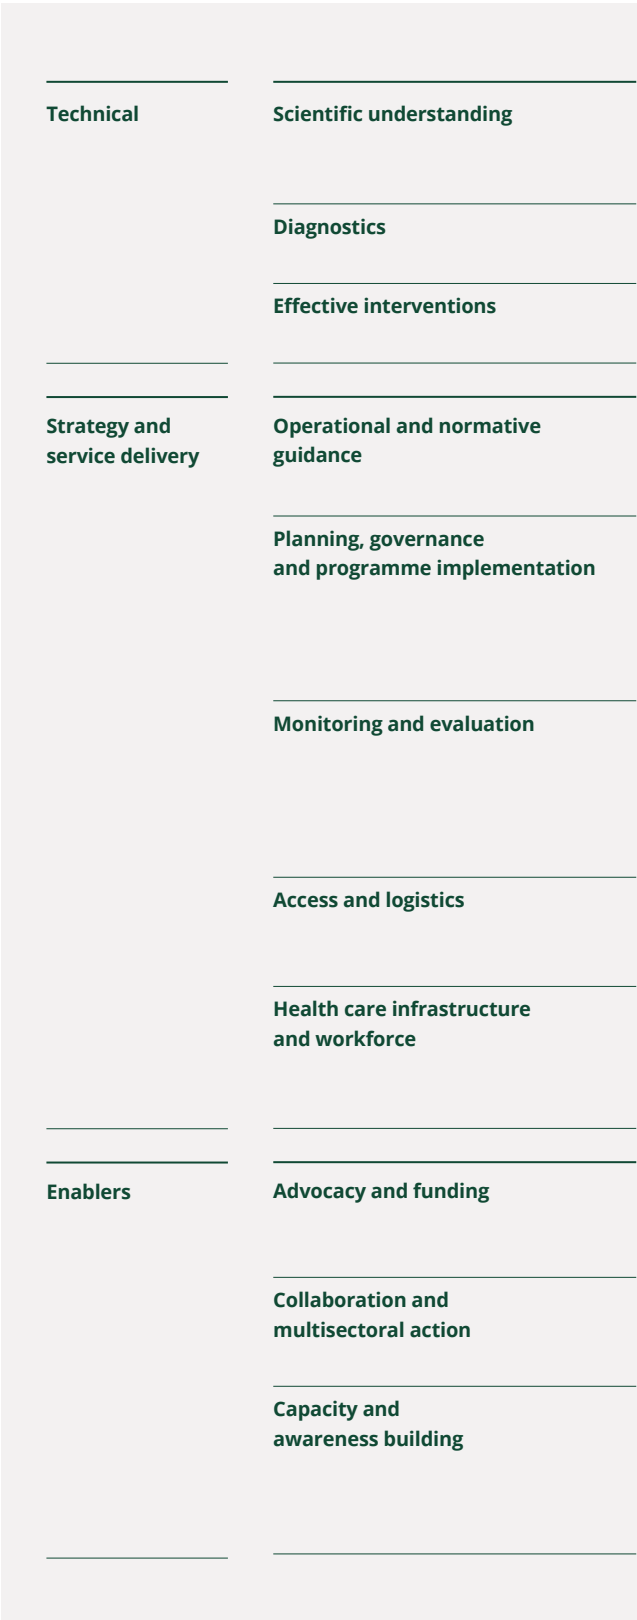 Technical
Scientific understanding
Diagnostics
Effective interventions
Strategy and
service delivery
Operational and normative
guidance
Planning, governance
and programme implementation
Monitoring and evaluation
Access and logistics
Health care infrastructure
and workforce
Enablers
Advocacy and funding
Collaboration and
multisectoral action
Capacity and
awareness building